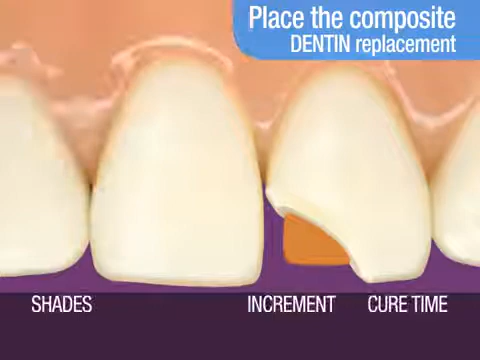 Place the composite
DENTIN replacement
SHADES
INCREMENT
CURE TIME